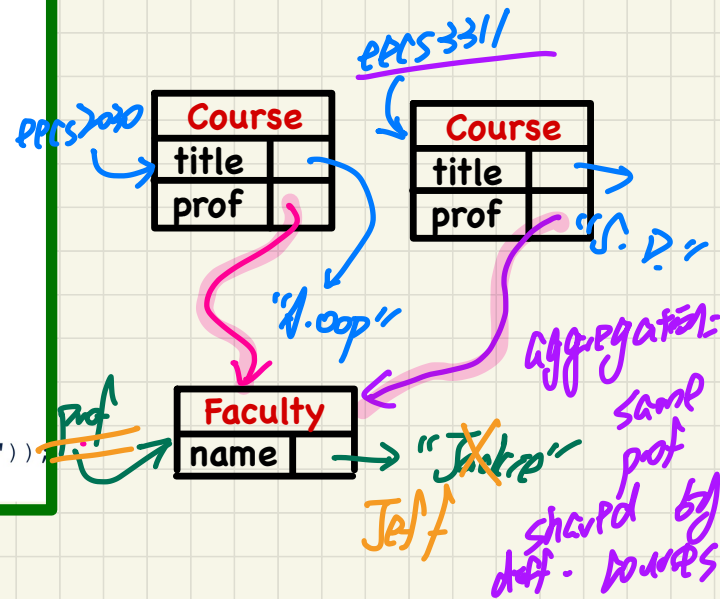 eecs3311
eecs2030
Course
title
prof
Course
title
prof
"A.OOP"
"S. D."
aggregation:
same
prof
shared by
diff. courses
prof
"));
Faculty
name
Jeff